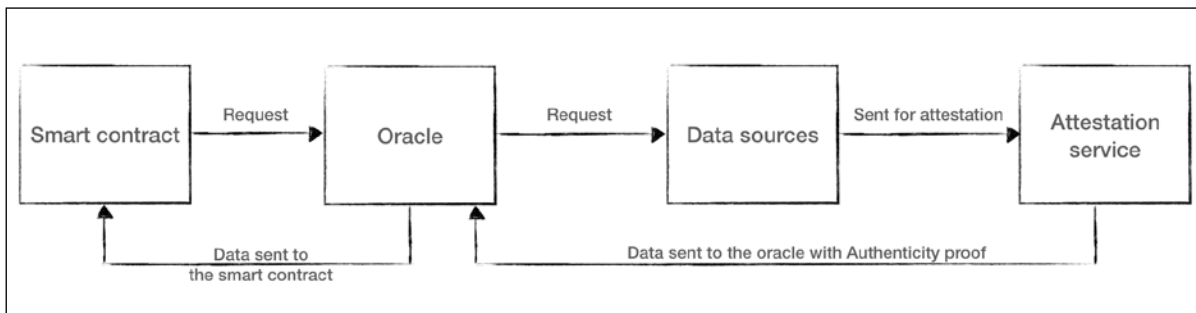 Smart contract
Request
Oracle
Request
Data sources
Sent for attestation
Attestation
service
Data sent to
the smart contract
Data sent to the oracle with Authenticity proof